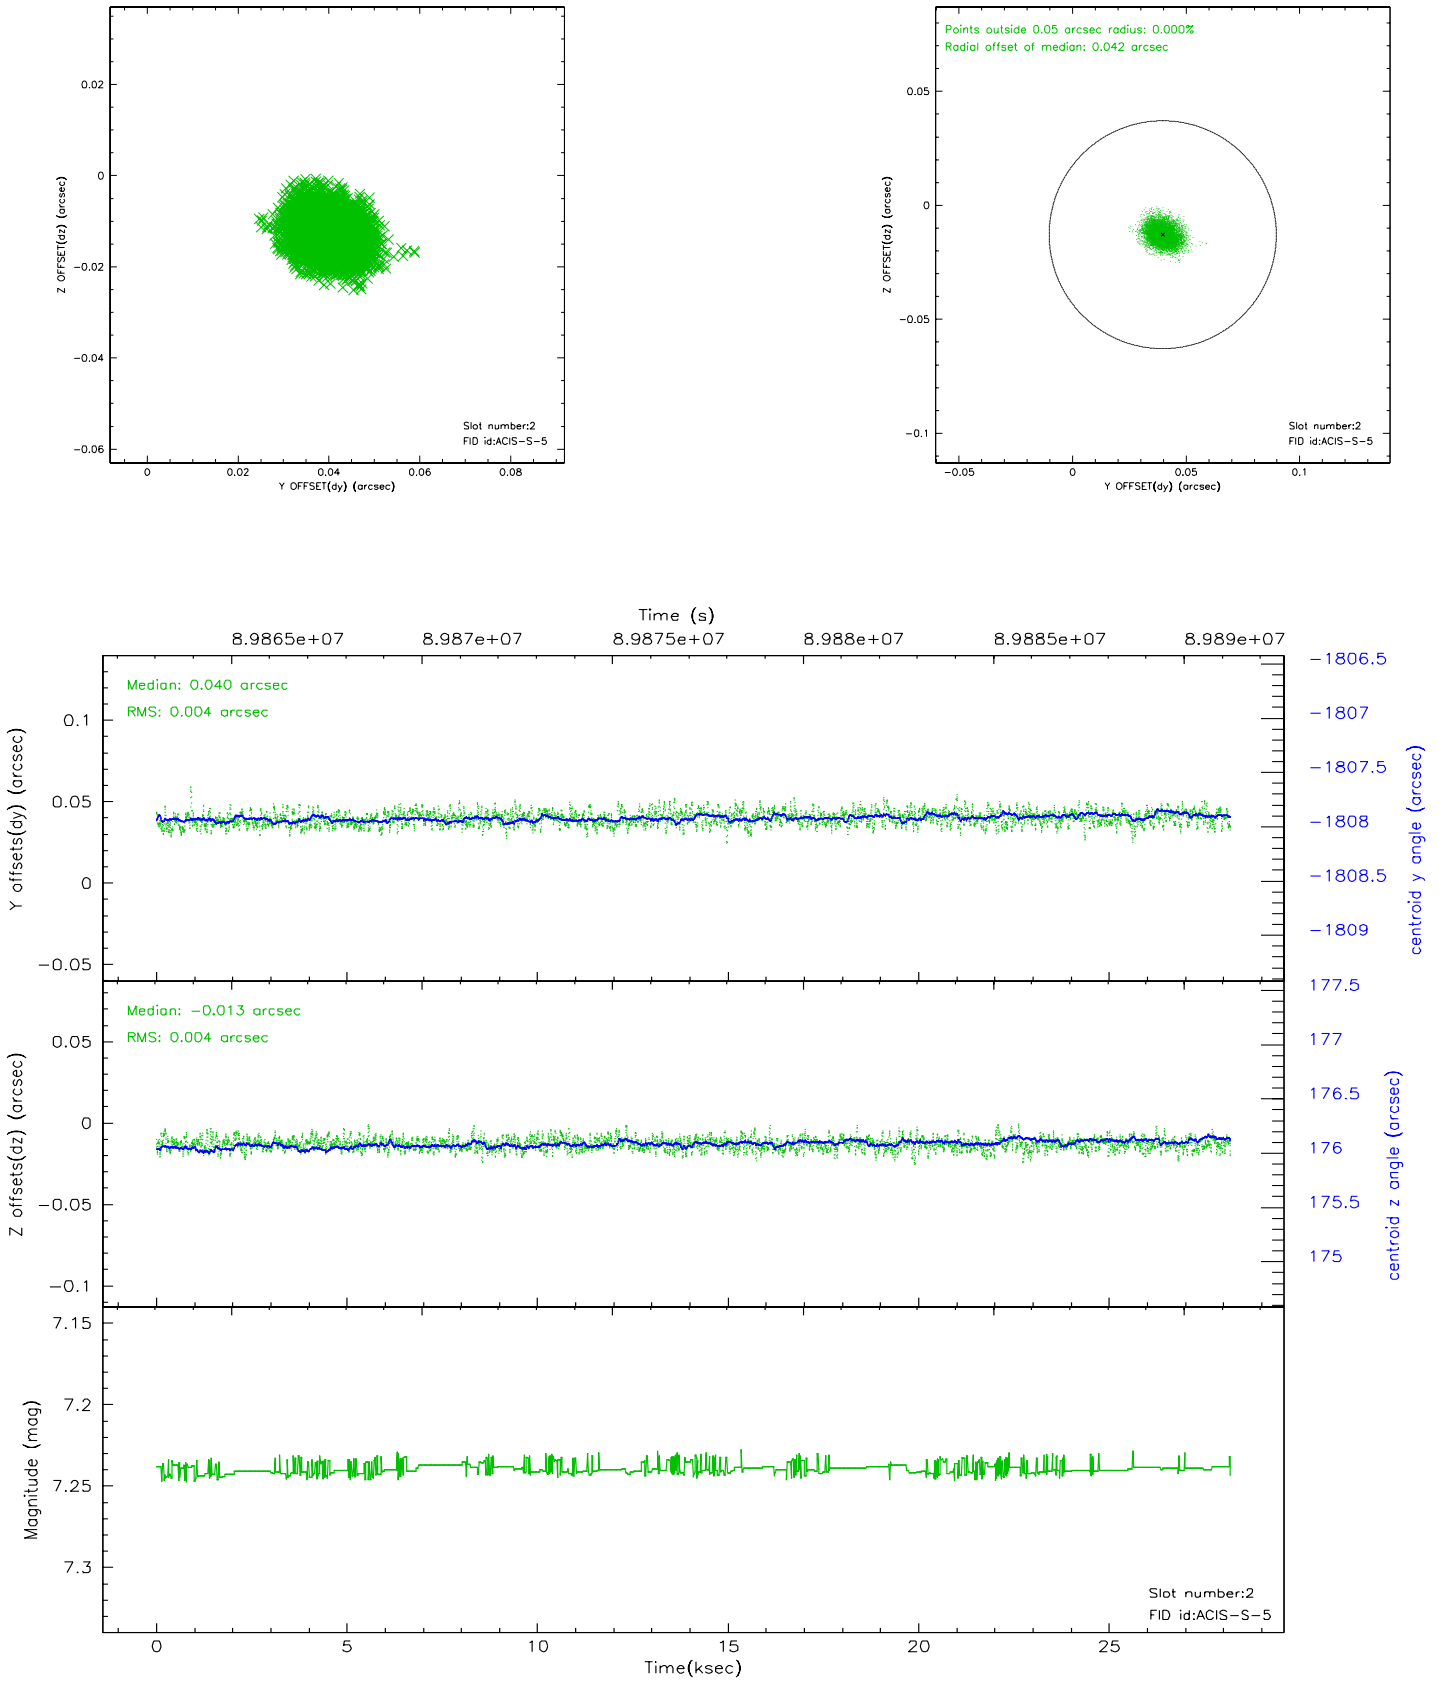 0.02
0
−0.02
−0.04
−0.06
Z OFFSET(dz) (arcsec)
Slot number:2
FID id:ACIS−S−5
0 0.02 0.04 0.06 0.08
Y OFFSET(dy) (arcsec)
Points outside 0.05 arcsec radius: 0.000%
Radial offset of median: 0.042 arcsec
0.05
0
−0.05
−0.1
Z OFFSET(dz) (arcsec)
Slot number:2
FID id:ACIS−S−5
−0.05 0 0.05 0.1
Y OFFSET(dy) (arcsec)
Time (s)
8.9865e+07 8.987e+07 8.9875e+07 8.988e+07 8.9885e+07 8.989e+07
Median: 0.040 arcsec
RMS: 0.004 arcsec
0.1
0.05
0
−0.05
Y offsets(dy) (arcsec)
−1806.5
−1807
−1807.5
−1808
−1808.5
−1809
centroid y angle (arcsec)
Median: −0.013 arcsec
RMS: 0.004 arcsec
0.05
0
−0.05
−0.1
Z offsets(dz) (arcsec)
177.5
177
176.5
176
175.5
175
centroid z angle (arcsec)
7.15
7.2
7.25
7.3
Magnitude (mag)
Slot number:2
FID id:ACIS−S−5
0 5 10 15 20 25
Time(ksec)